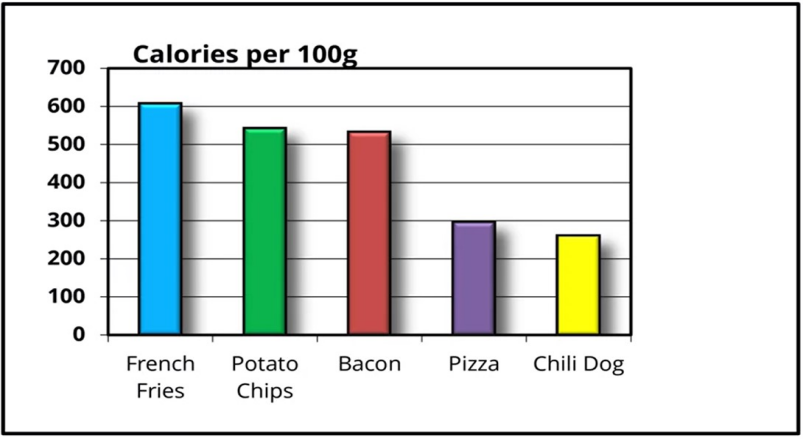 Calories per 100g
700
600
500
400
300
200
100
0
French Fries
Potato Chips
Bacon
Pizza
Chili Dog